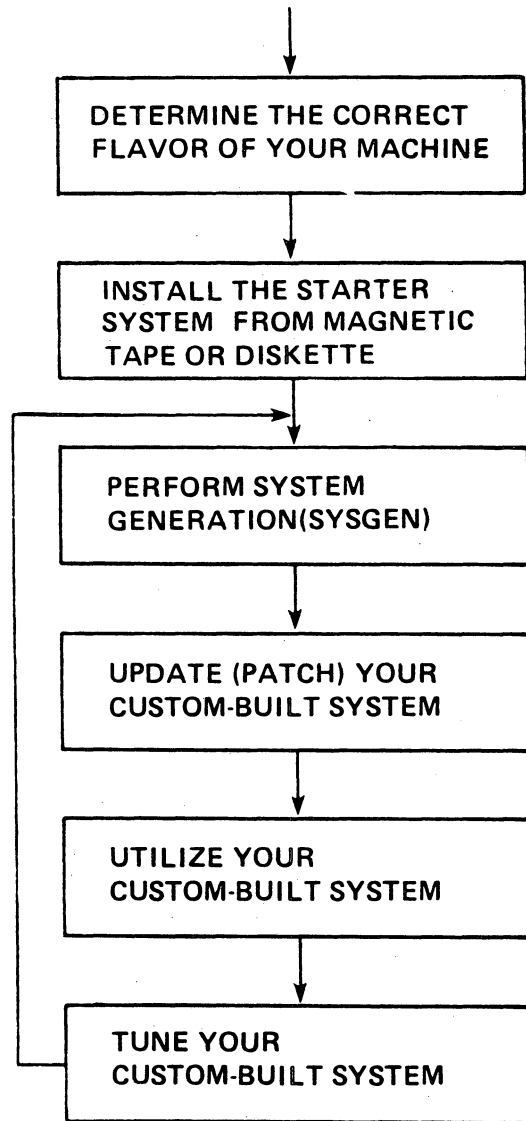 DETERMINE THE CORRECT
FLAVOR OF YOUR MACHINE
INSTALL THE STARTER
SYSTEM FROM MAGNETIC
TAPE OR DISKETTE
PERFORM SYSTEM
GENERATION(SYSGEN)
UPDATE (PATCH) YOUR
CUSTOM-BUILT SYSTEM
UTILIZE YOUR
CUSTOM-BUILT SYSTEM
TUNE YOUR
CUSTOM-BUILT SYSTEM